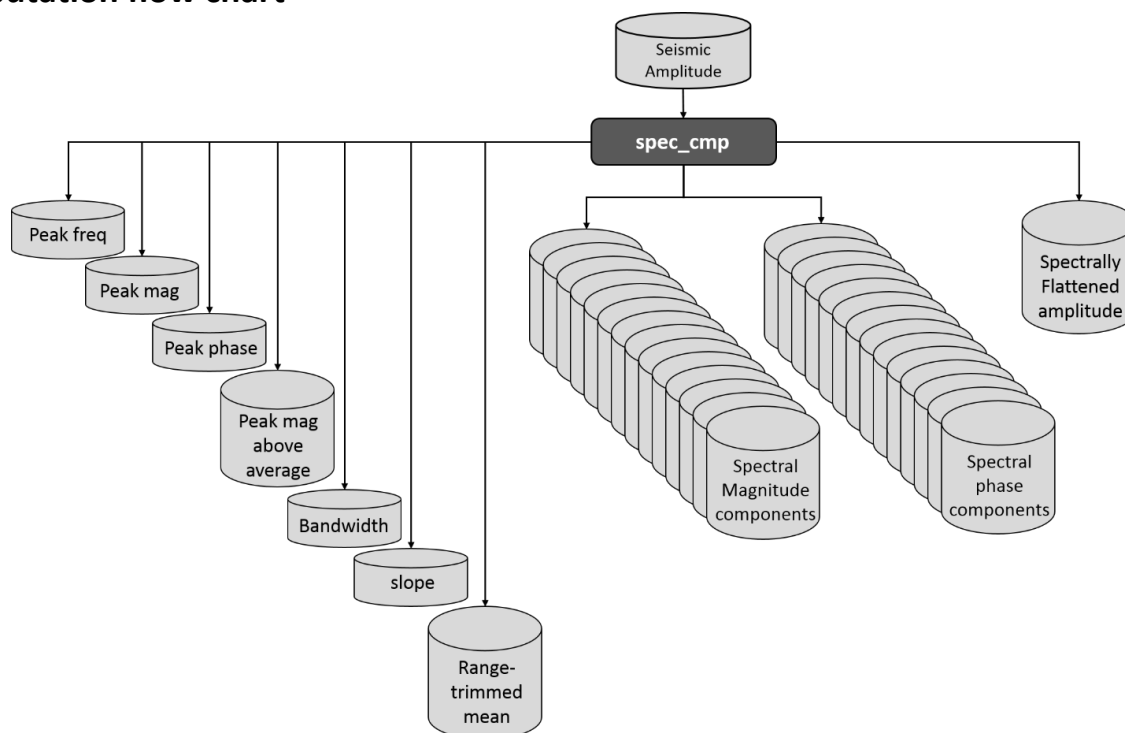 flow chart
Seismic
Amplitude
spec_cmp
Peak freq
Peak mag
Peak phase
Peak mag
above
average
Bandwidth
slope
Range-
trimmed
mean
Spectral
Magnitude
components
Spectral
phase
components
Spectrally
Flattened
amplitude